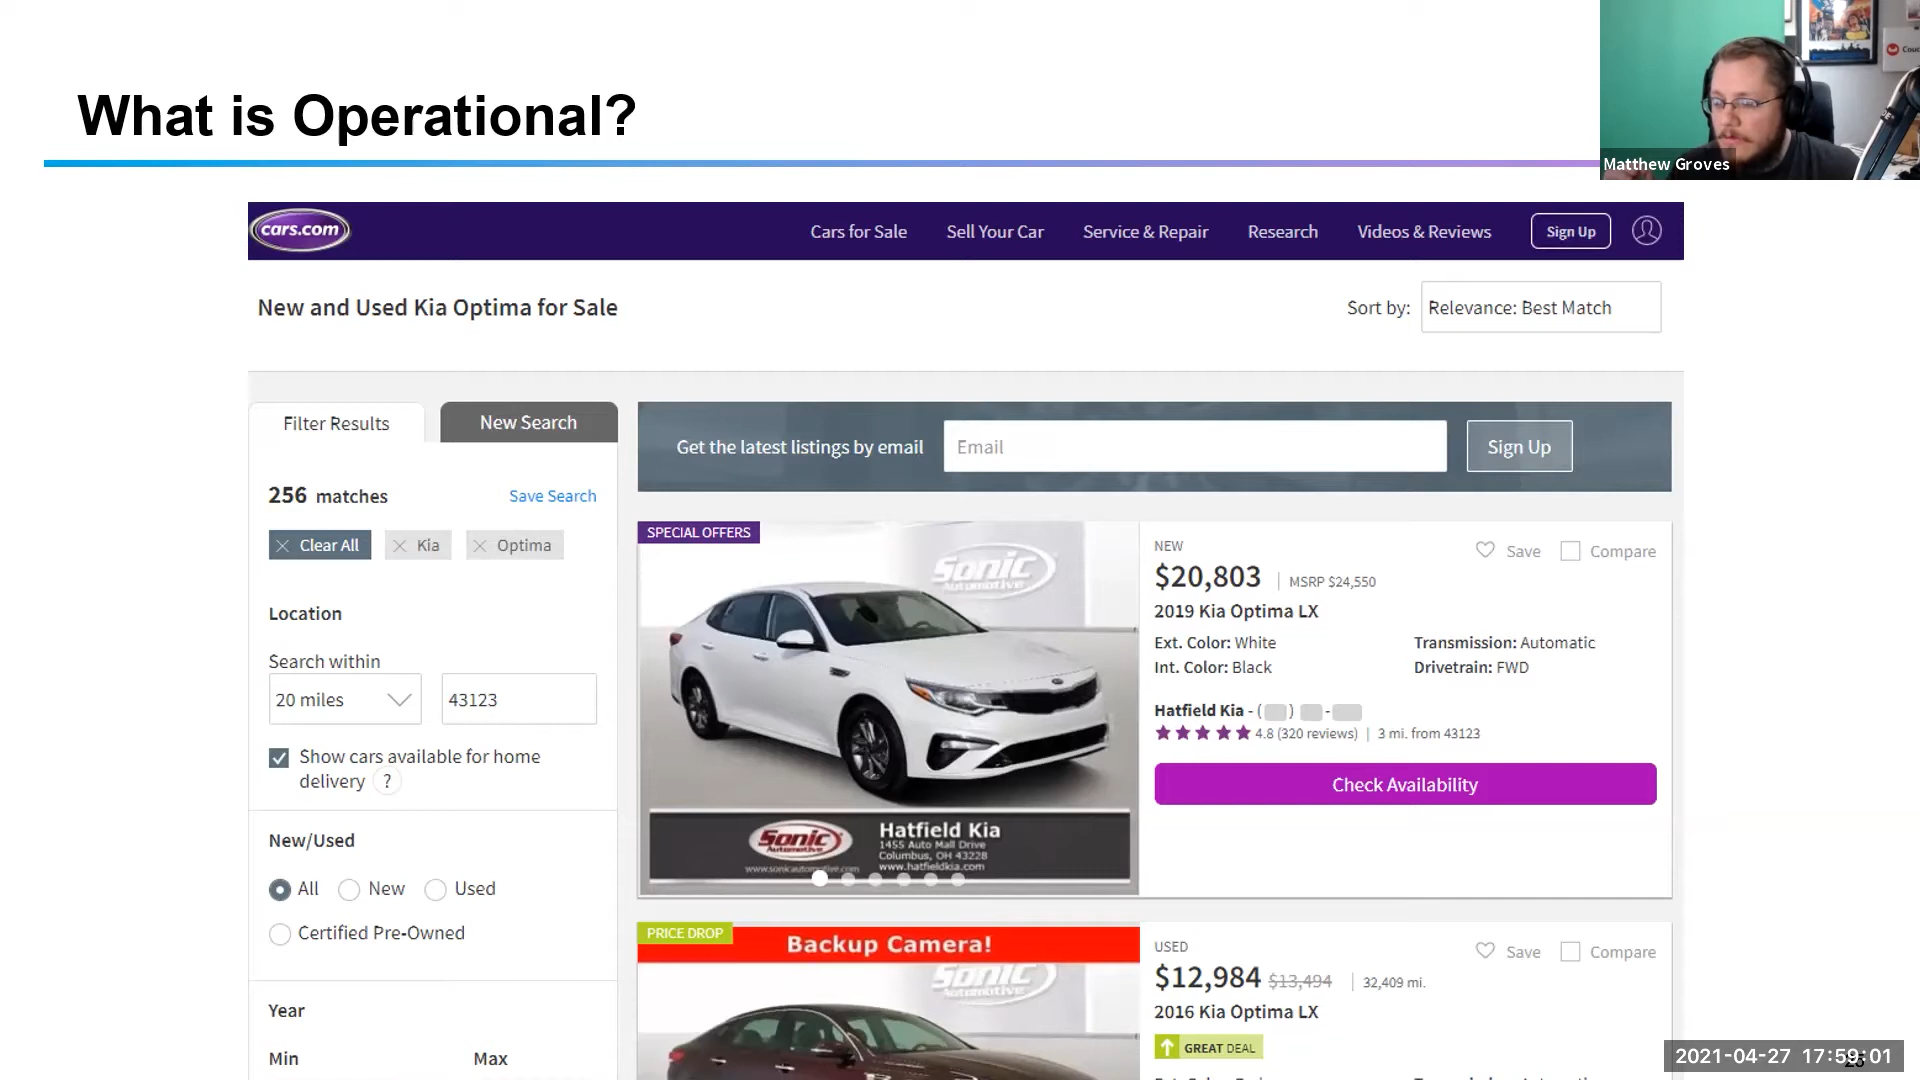 What is Operational?
Couc
Matthew Groves
cars.com
Cars for Sale
Sell Your Car
Service & Repair
Research
Videos & Reviews
Sign Up
New and Used Kia Optima for Sale
Sort by:
Relevance: Best Match
Filter Results
New Search
256 matches
Save Search
Clear All
Kia
Optima
Location
Search within
20 miles
43123
Show cars available for home
delivery ?
New/Used
All
New
Used
Certified Pre-Owned
Year
Min
Max
Get the latest listings by email
Email
Sign Up
SPECIAL OFFERS
Sonic
Automotive
Sonic
Automotive
www.sonicautomotive.com
Hatfield Kia
1455 Auto Mall Drive
Columbus, OH 43228
www.hatfieldkia.com
NEW
Save
Compare
$20,803 | MSRP $24,550
2019 Kia Optima LX
Ext. Color: White
Transmission: Automatic
Int. Color: Black
Drivetrain: FWD
Hatfield Kia - ( ) -
4.8 (320 reviews) | 3 mi. from 43123
Check Availability
PRICE DROP
Backup Camera!
Sonic
Automotive
USED
Save
Compare
$12,984 $13,494 | 32,409 mi.
2016 Kia Optima LX
GREAT DEAL
2021-04-27 17:59:01